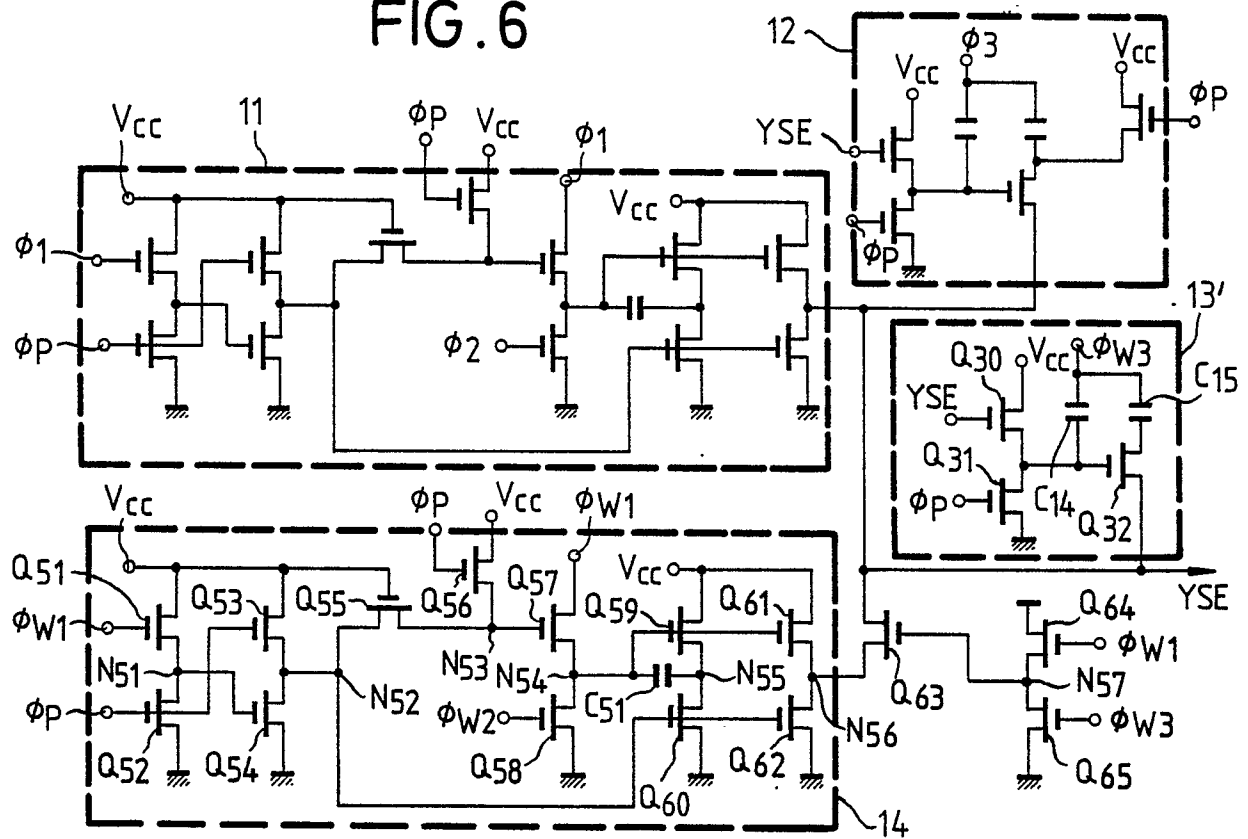 FIG. 6
12
φ3
VCC
VCC
φP
YSE
φP
VCC
11
φP
VCC
φ1
VCC
φ1
φP
φ2
13'
Q30
VCC
φW3
C15
YSE
Q31
φP
C14
Q32
YSE
VCC
φP
VCC
φW1
Q51
Q53
Q55
Q56
Q57
VCC
Q59
Q61
Q64
φW1
φW1
N51
N52
N53
N54
C51
N55
N56
Q63
N57
φP
φW2
φW3
Q52
Q54
Q58
Q60
Q62
Q65
14